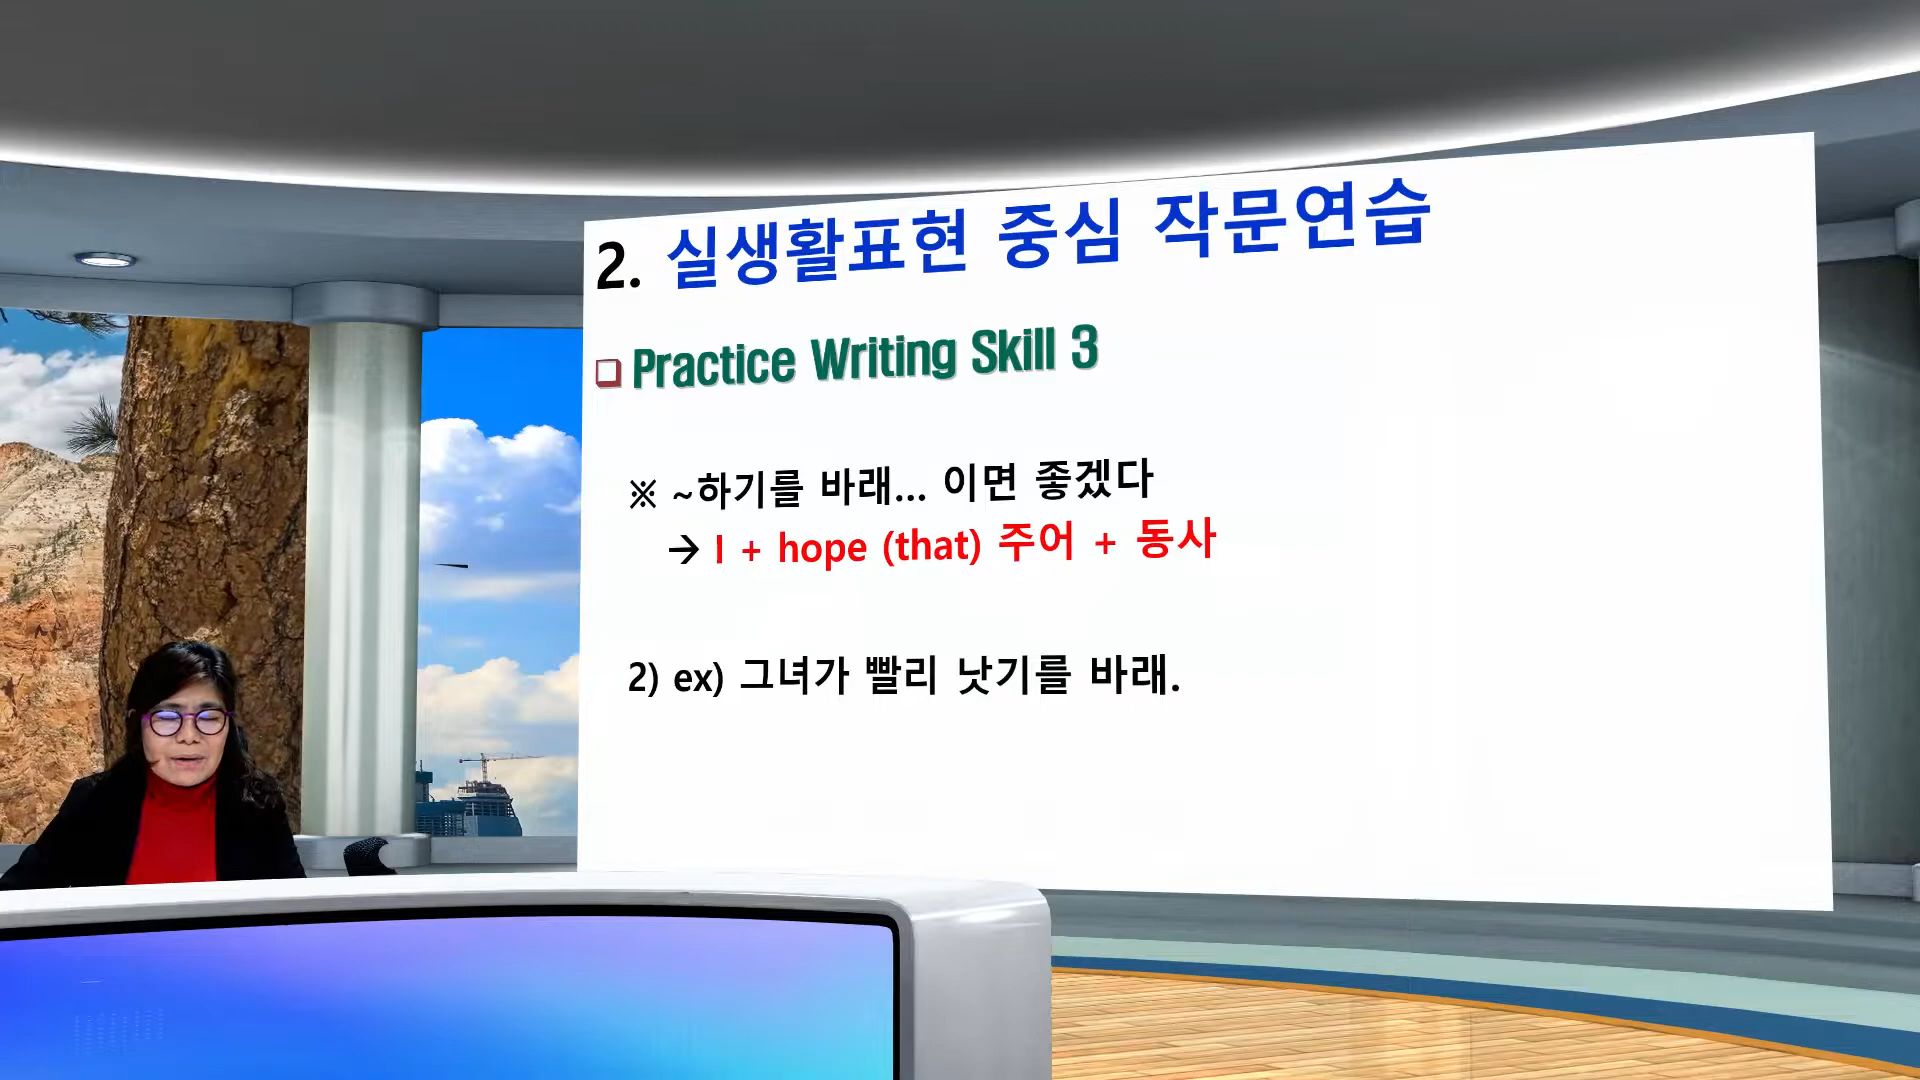 2. 실생활표현 중심 작문연습
Practice Writing Skill 3
※ ~하기를 바래... 이면 좋겠다
→ I + hope (that) 주어 + 동사
2) ex) 그녀가 빨리 낫기를 바래.